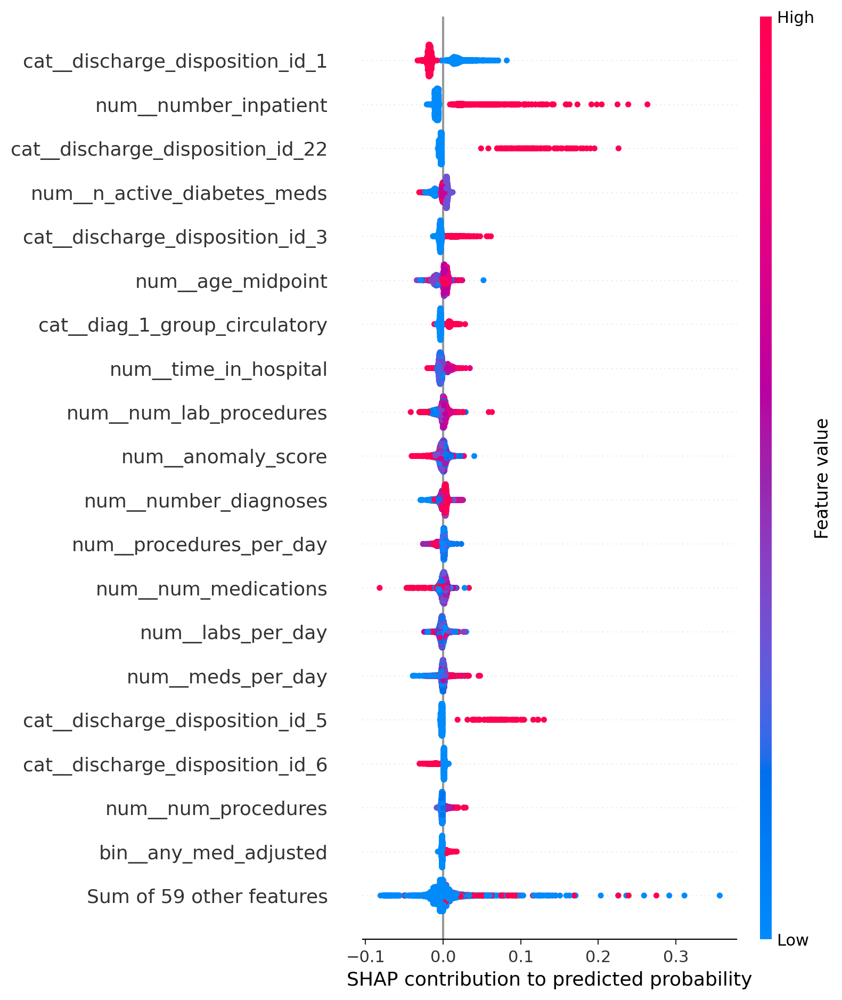 High
cat__discharge_disposition_id_1
num__number_inpatient
cat__discharge_disposition_id_22
num__n_active_diabetes_meds
cat__discharge_disposition_id_3
num__age_midpoint
cat__diag_1_group_circulatory
num__time_in_hospital
num__num_lab_procedures
num__anomaly_score
num__number_diagnoses
num__procedures_per_day
num__num_medications
num__labs_per_day
num__meds_per_day
cat__discharge_disposition_id_5
cat__discharge_disposition_id_6
num__num_procedures
bin__any_med_adjusted
Sum of 59 other features
Feature value
Low
−0.1 0.0 0.1 0.2 0.3
SHAP contribution to predicted probability